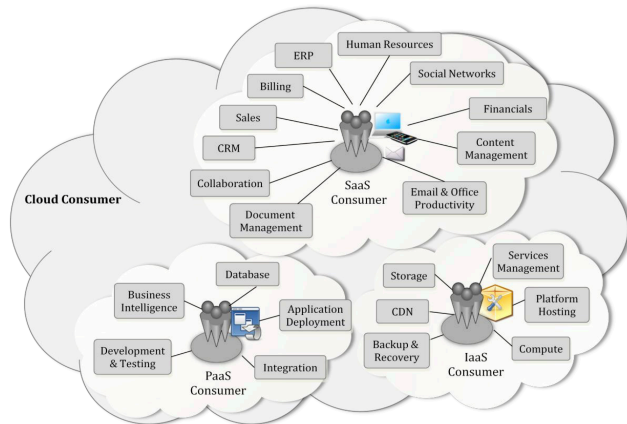 Human Resources
ERP
Social Networks
Billing
Financials
Sales
Content
Management
CRM
Collaboration
SaaS
Consumer
Email & Office
Productivity
Document
Management
Cloud Consumer
Database
Business
Intelligence
Application
Deployment
Development
& Testing
Integration
PaaS
Consumer
Services
Management
Storage
Platform
Hosting
CDN
Backup &
Recovery
Compute
IaaS
Consumer